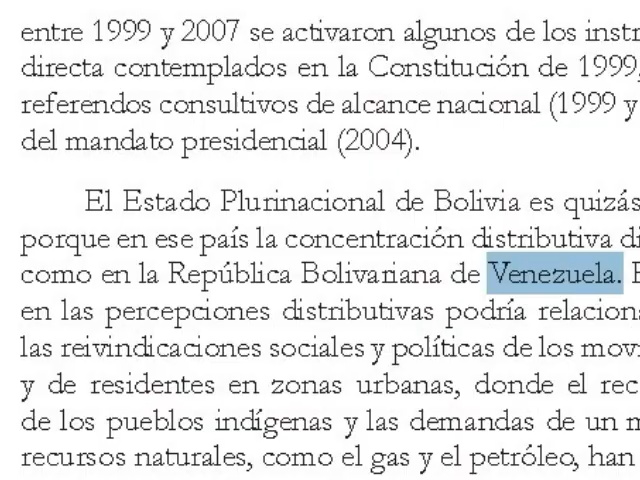 entre 1999 y 2007 se activaron algunos de los
directa contemplados en la Constitución de 1999,
referendos consultivos de alcance nacional (1999 y
del mandato presidencial (2004).
El Estado Plurinacional de Bolivia es quizás
porque en ese país la concentración distributiva
como en la República Bolivariana de Venezuela.
en las percepciones distributivas podría
las reivindicaciones sociales y políticas de los
y de residentes en zonas urbanas, donde el
de los pueblos indígenas y las demandas de un
recursos naturales, como el gas y el petróleo, han